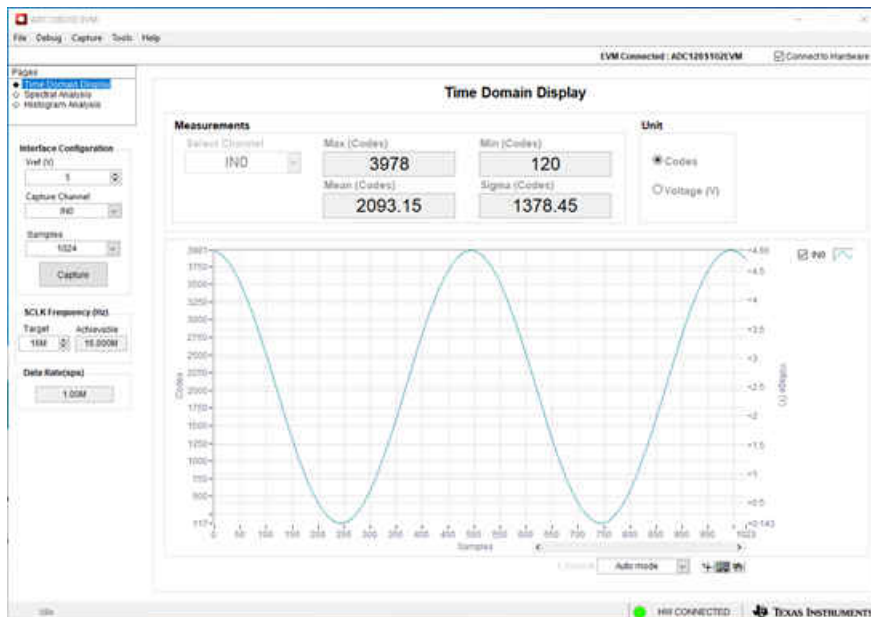 File Debug Capture Tools Help
EVM Connected : ADC128S102EVM
Connect to Hardware
Pages
Time Domain Display
Spectral Analysis
Histogram Analysis
Time Domain Display
Measurements
Select Channel
IN0
Max (Codes)
3978
Min (Codes)
120
Mean (Codes)
2093.15
Sigma (Codes)
1378.45
Unit
Codes
Voltage (V)
Interface Configuration
Vref (V)
5
Capture Channel
IN0
Samples
1024
Capture
SCLK Frequency (Hz)
Target
16M
Achievable
16.000M
Data Rate(sps)
1.00M
3750
3500
3250
3000
2750
2500
2250
2000
1750
1500
1250
1000
750
500
117
Codes
0 50 100 150 200 250 300 350 400 450 500 550 600 650 700 750 800 850 900 950 1023
Samples
4.5
4
3.5
3
2.5
2
1.5
1
0.5
0.143
Voltage (V)
IN0
Auto mode
Idle
HW CONNECTED
TEXAS INSTRUMENTS